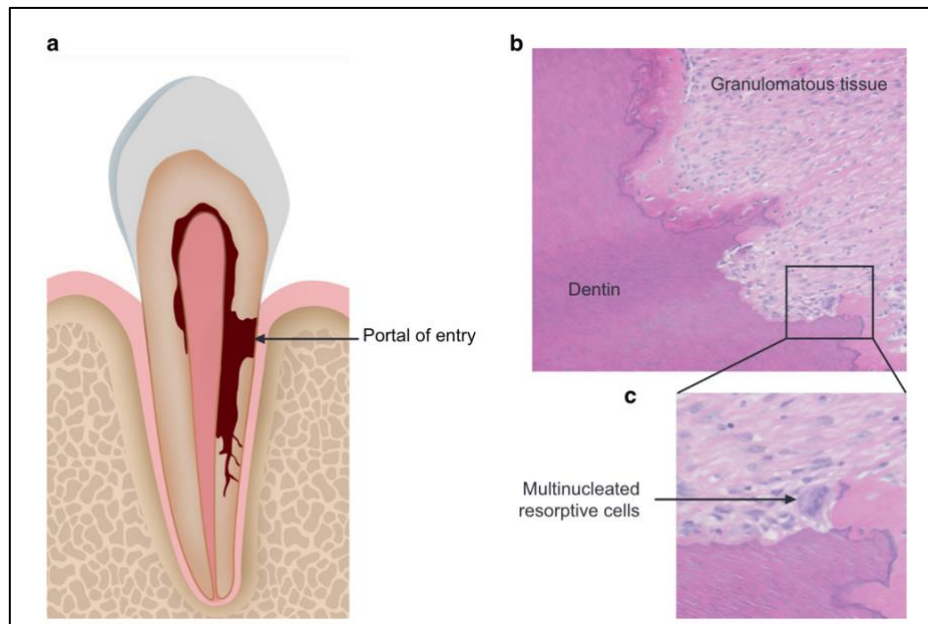 a
Portal of entry
b
Granulomatous tissue
Dentin
c
Multinucleated
resorptive cells